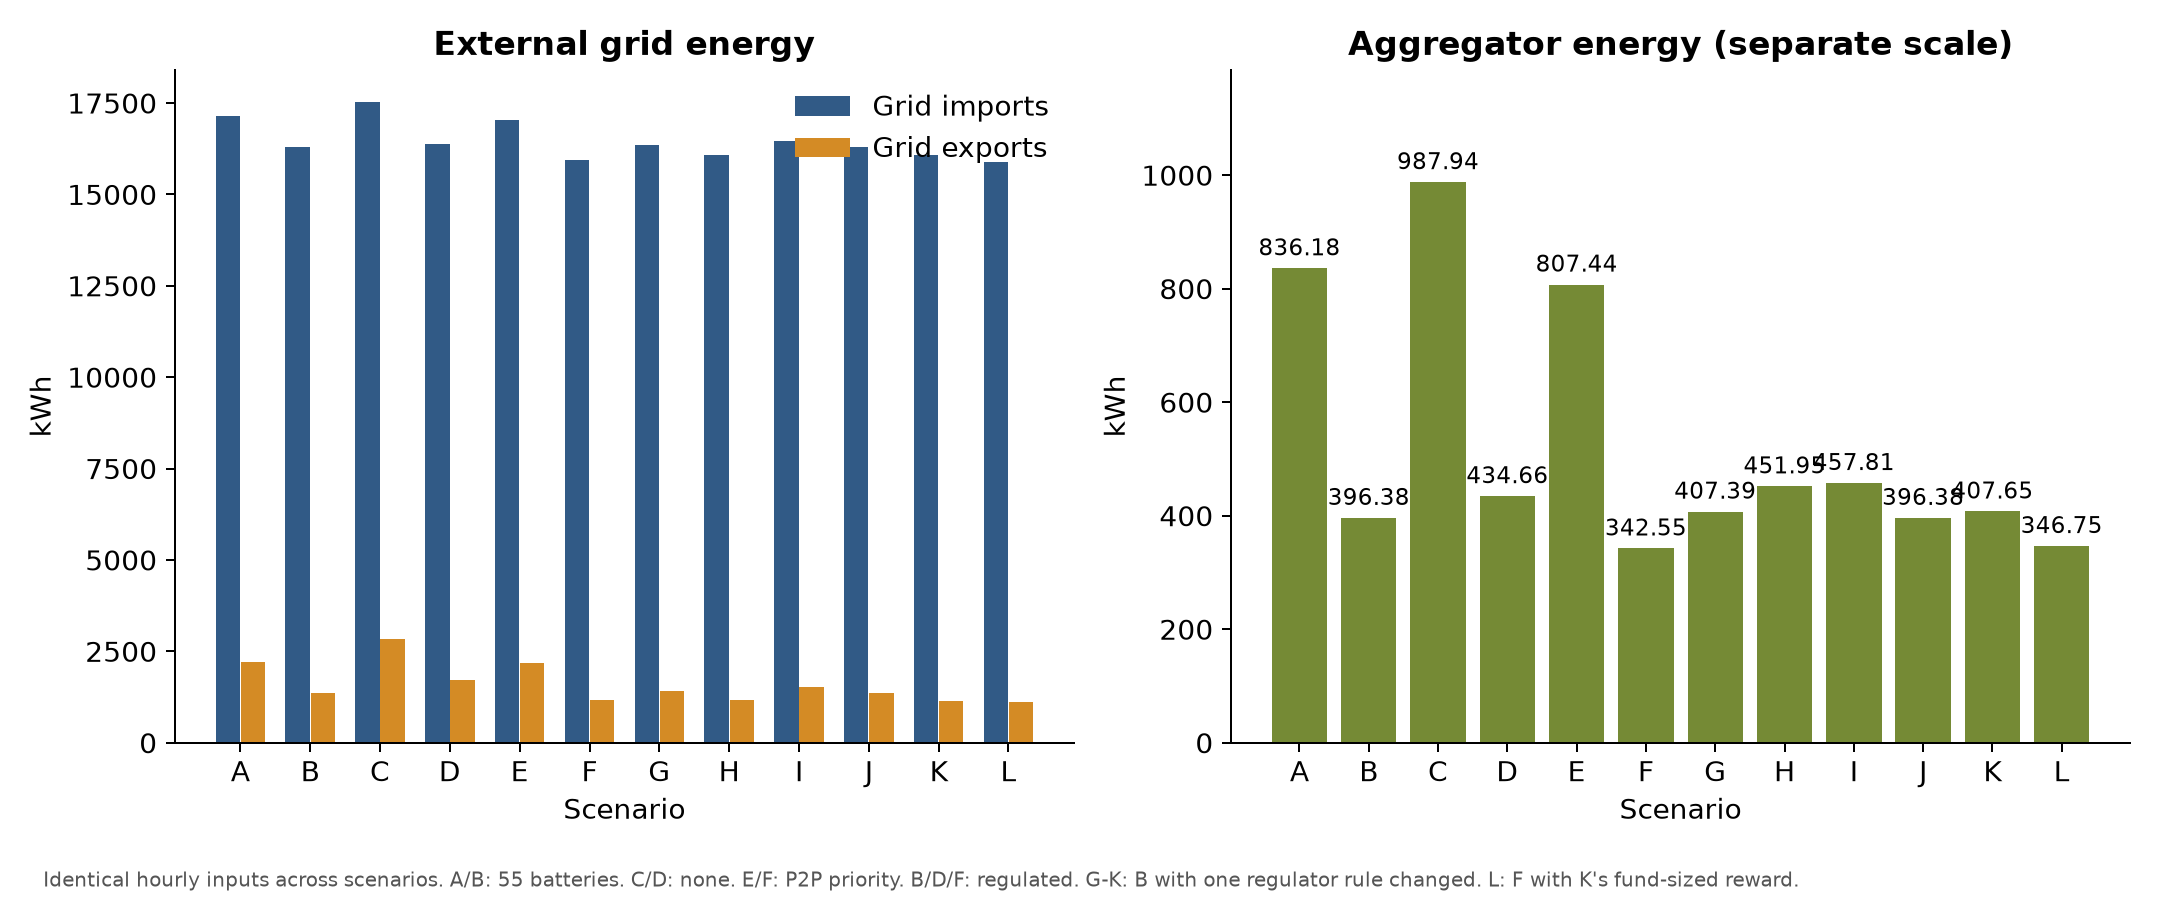 External grid energy
Grid imports
Grid exports
17500
15000
12500
10000
7500
5000
2500
0
kWh
A B C D E F G H I J K L
Scenario
Aggregator energy (separate scale)
1000
800
600
400
200
0
kWh
836.18
396.38
987.94
434.66
807.44
342.55
407.39
451.95
457.81
396.38
407.65
346.75
A B C D E F G H I J K L
Scenario
Identical hourly inputs across scenarios. A/B: 55 batteries. C/D: none. E/F: P2P priority. B/D/F: regulated. G-K: B with one regulator rule changed. L: F with K's fund-sized reward.